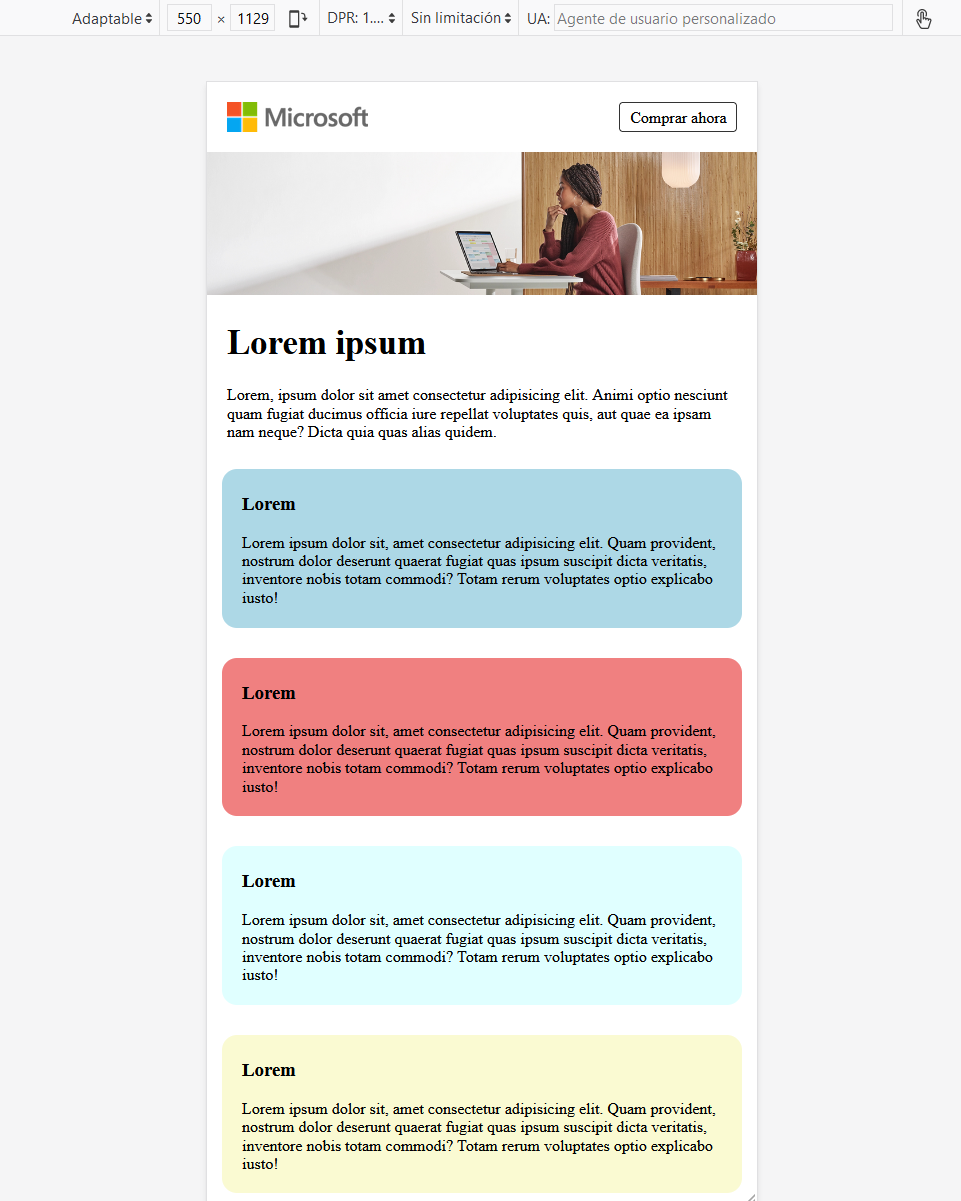 Adaptable 550 × 1129 DPR: 1.... Sin limitación UA: Agente de usuario personalizado
Microsoft Comprar ahora
Lorem ipsum
Lorem, ipsum dolor sit amet consectetur adipisicing elit. Animi optio nesciunt
quam fugiat ducimus officia iure repellat voluptates quis, aut quae ea ipsam
nam neque? Dicta quia quas alias quidem.
Lorem
Lorem ipsum dolor sit, amet consectetur adipisicing elit. Quam provident,
nostrum dolor deserunt quaerat fugiat quas ipsum suscipit dicta veritatis,
inventore nobis totam commodi? Totam rerum voluptates optio explicabo
iusto!
Lorem
Lorem ipsum dolor sit, amet consectetur adipisicing elit. Quam provident,
nostrum dolor deserunt quaerat fugiat quas ipsum suscipit dicta veritatis,
inventore nobis totam commodi? Totam rerum voluptates optio explicabo
iusto!
Lorem
Lorem ipsum dolor sit, amet consectetur adipisicing elit. Quam provident,
nostrum dolor deserunt quaerat fugiat quas ipsum suscipit dicta veritatis,
inventore nobis totam commodi? Totam rerum voluptates optio explicabo
iusto!
Lorem
Lorem ipsum dolor sit, amet consectetur adipisicing elit. Quam provident,
nostrum dolor deserunt quaerat fugiat quas ipsum suscipit dicta veritatis,
inventore nobis totam commodi? Totam rerum voluptates optio explicabo
iusto!